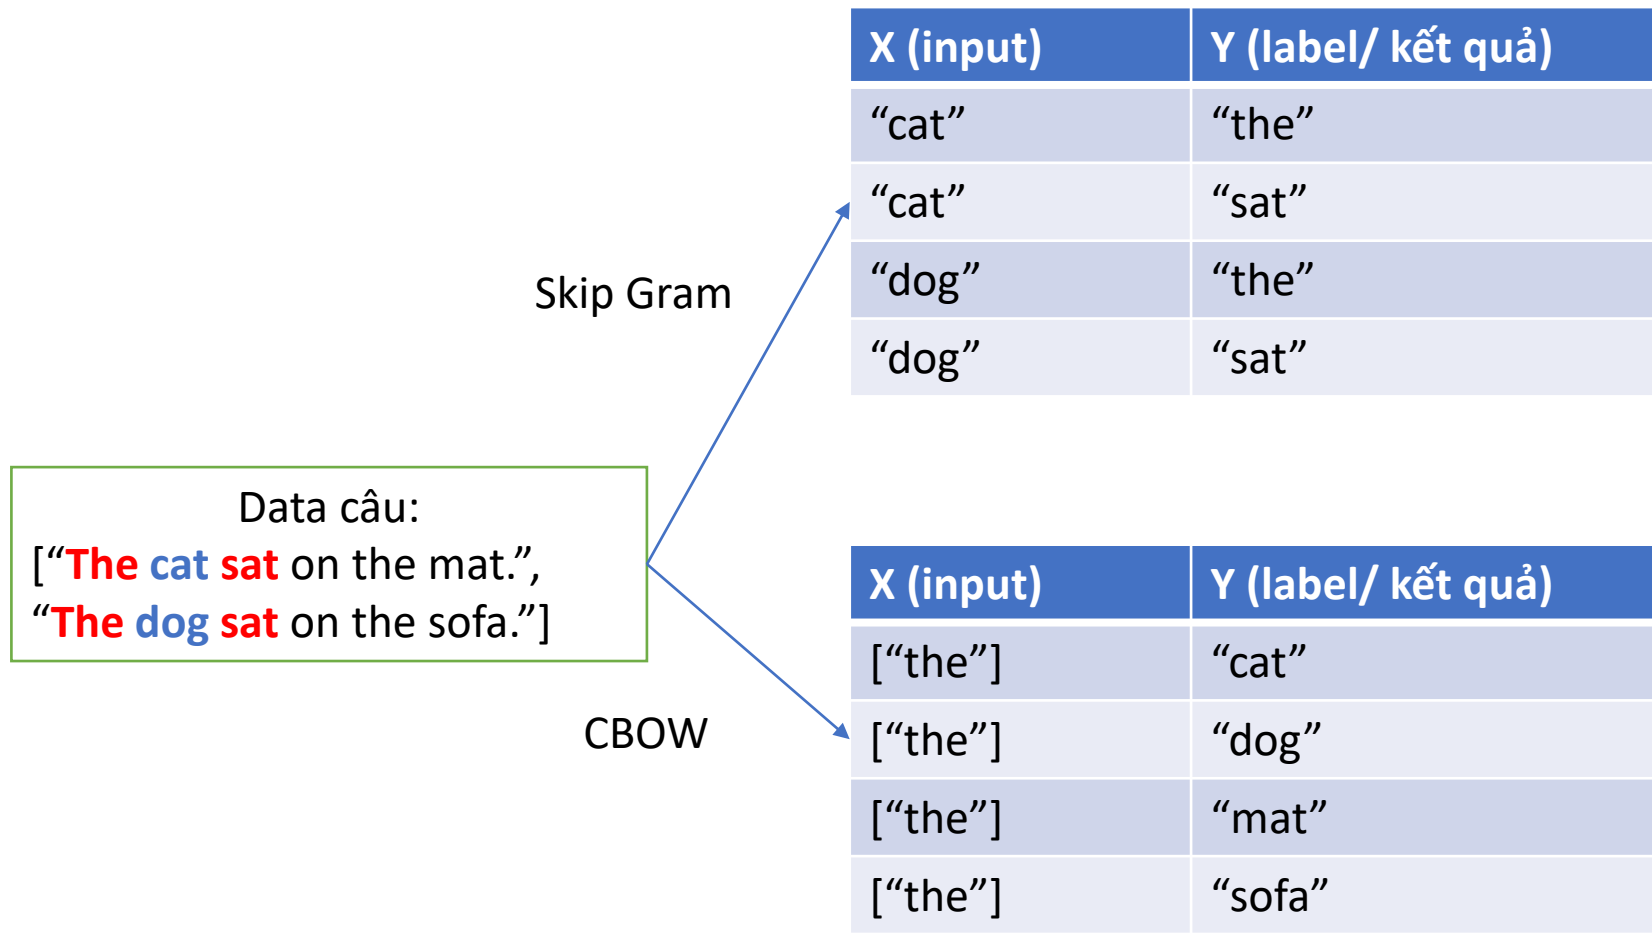 X (input) Y (label/ kết quả)
“cat” “the”
“cat” “sat”
“dog” “the”
“dog” “sat”
Skip Gram
Data câu:
[“The cat sat on the mat.”,
“The dog sat on the sofa.”]
CBOW
X (input) Y (label/ kết quả)
[“the”] “cat”
[“the”] “dog”
[“the”] “mat”
[“the”] “sofa”